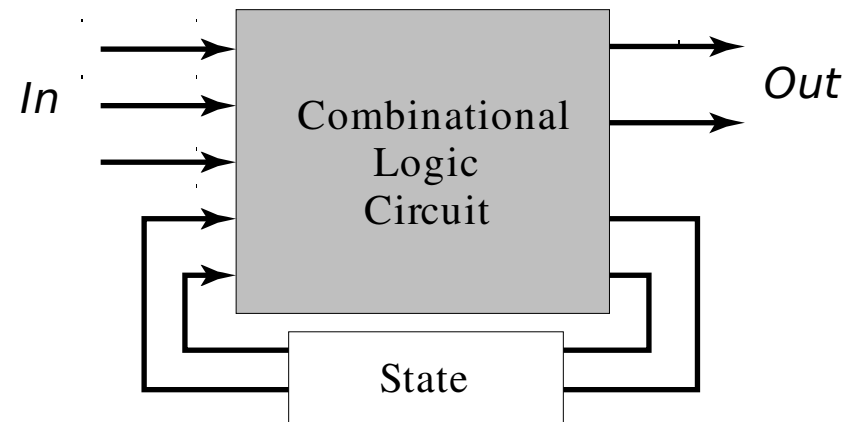 In
Combinational
Logic
Circuit
Out
State